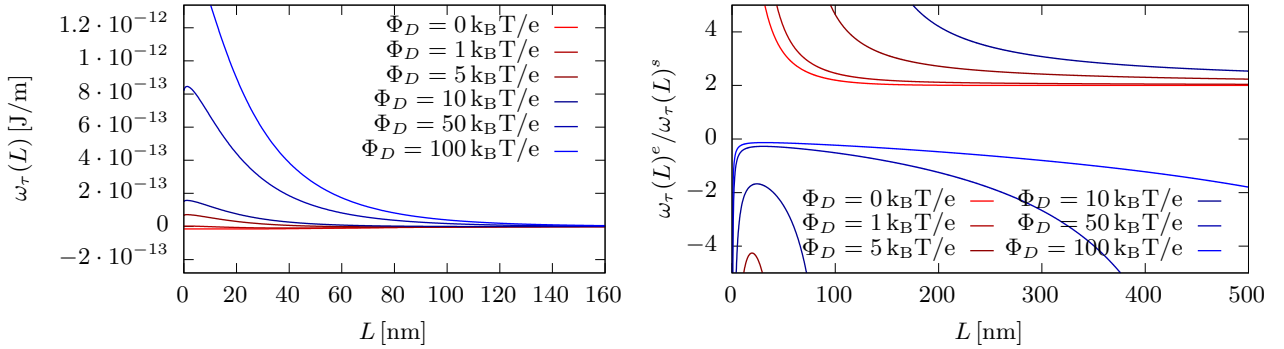 1.2·10⁻¹²
1·10⁻¹²
8·10⁻¹³
6·10⁻¹³
4·10⁻¹³
2·10⁻¹³
0
−2·10⁻¹³
ω_τ(L) [J/m]
0 20 40 60 80 100 120 140 160
L [nm]
Φ_D = 0 k_BT/e
Φ_D = 1 k_BT/e
Φ_D = 5 k_BT/e
Φ_D = 10 k_BT/e
Φ_D = 50 k_BT/e
Φ_D = 100 k_BT/e
4
2
0
−2
−4
ω_τ(L)^e/ω_τ(L)^s
0 100 200 300 400 500
L [nm]
Φ_D = 0 k_BT/e
Φ_D = 1 k_BT/e
Φ_D = 5 k_BT/e
Φ_D = 10 k_BT/e
Φ_D = 50 k_BT/e
Φ_D = 100 k_BT/e